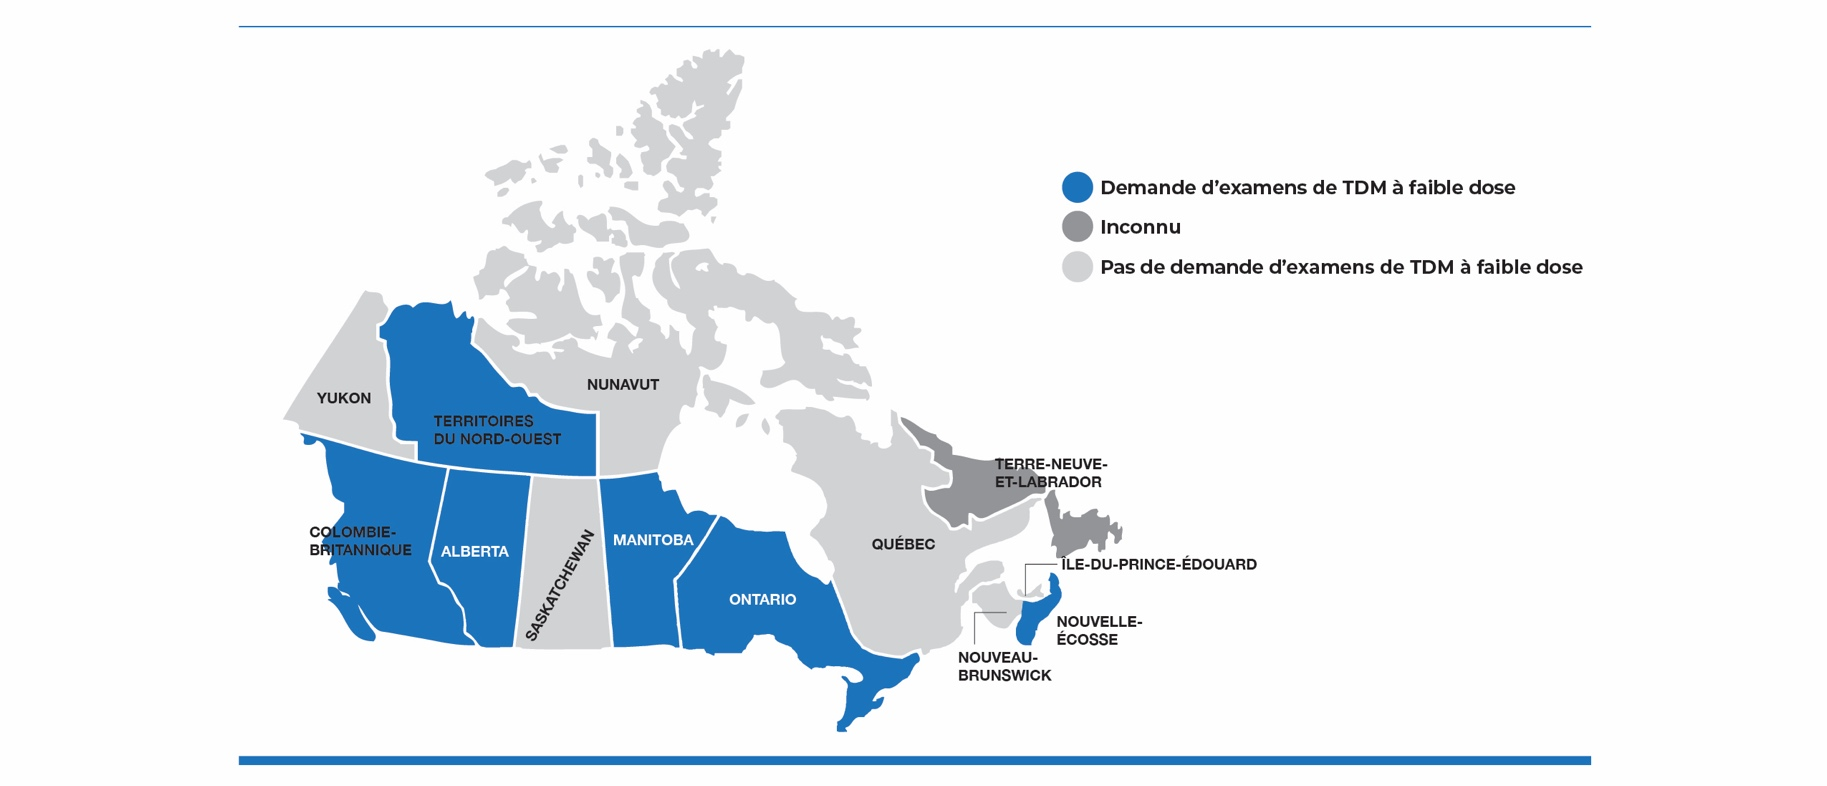 Demande d’examens de TDM à faible dose
Inconnu
Pas de demande d’examens de TDM à faible dose
YUKON
NUNAVUT
TERRITOIRES
DU NORD-OUEST
TERRE-NEUVE-
ET-LABRADOR
COLOMBIE-
BRITANNIQUE
ALBERTA
SASKATCHEWAN
MANITOBA
QUÉBEC
ÎLE-DU-PRINCE-ÉDOUARD
ONTARIO
NOUVELLE-
ÉCOSSE
NOUVEAU-
BRUNSWICK